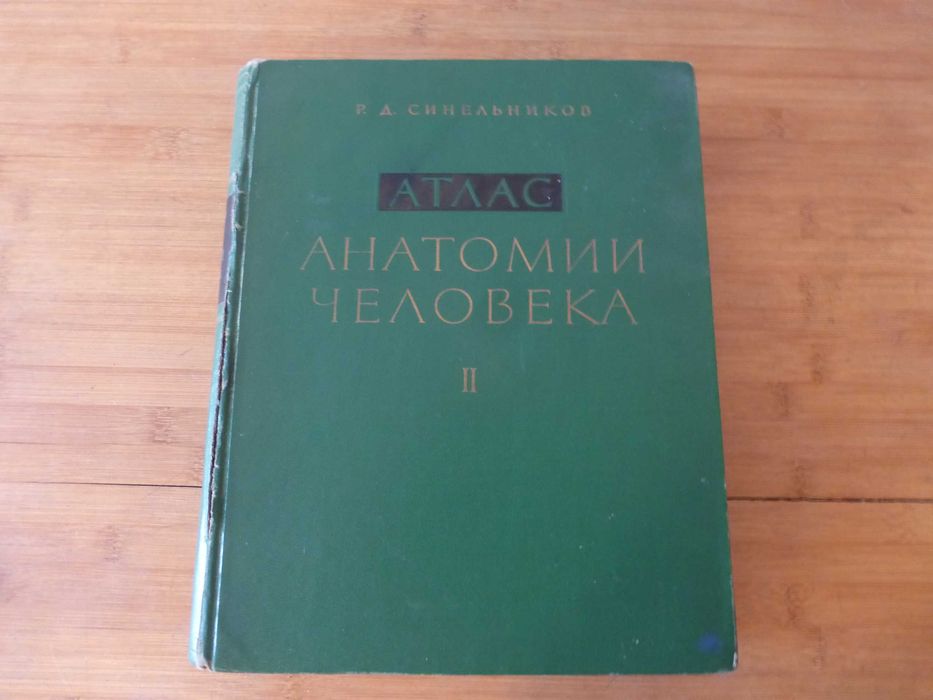 Р. Д. СИНЕЛЬНИКОВ
АТЛАС
АНАТОМИИ
ЧЕЛОВЕКА
II